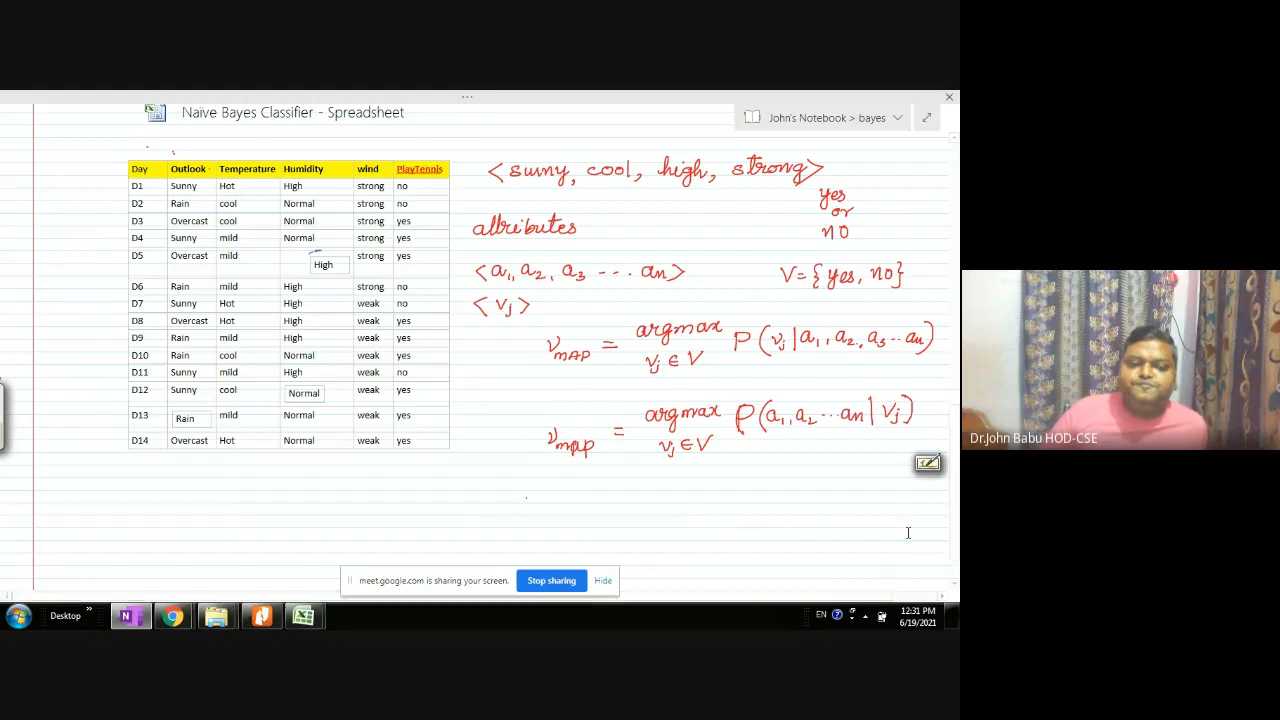 Naïve Bayes Classifier - Spreadsheet
John's Notebook > bayes
Day Outlook Temperature Humidity wind PlayTennis
D1 Sunny Hot High strong no
D2 Rain cool Normal strong no
D3 Overcast cool Normal strong yes
D4 Sunny mild Normal strong yes
D5 Overcast mild High strong yes
D6 Rain mild High strong no
D7 Sunny Hot High weak no
D8 Overcast Hot High weak yes
D9 Rain mild High weak yes
D10 Rain cool Normal weak yes
D11 Sunny mild High weak no
D12 Sunny cool Normal weak yes
D13 Rain mild Normal weak yes
D14 Overcast Hot Normal weak yes
<sunny, cool, high, strong>
yes
or
no
attributes
<a1, a2, a3 --- an>
V = {yes, no}
<vj>
vMAP = argmax P(vj | a1, a2, a3 .. an)
vj ∈ V
vmap = argmax P(a1, a2 ... an | vj)
vj ∈ V
Dr.John Babu HOD-CSE
meet.google.com is sharing your screen. Stop sharing Hide
Desktop » EN 12:31 PM
6/19/2021